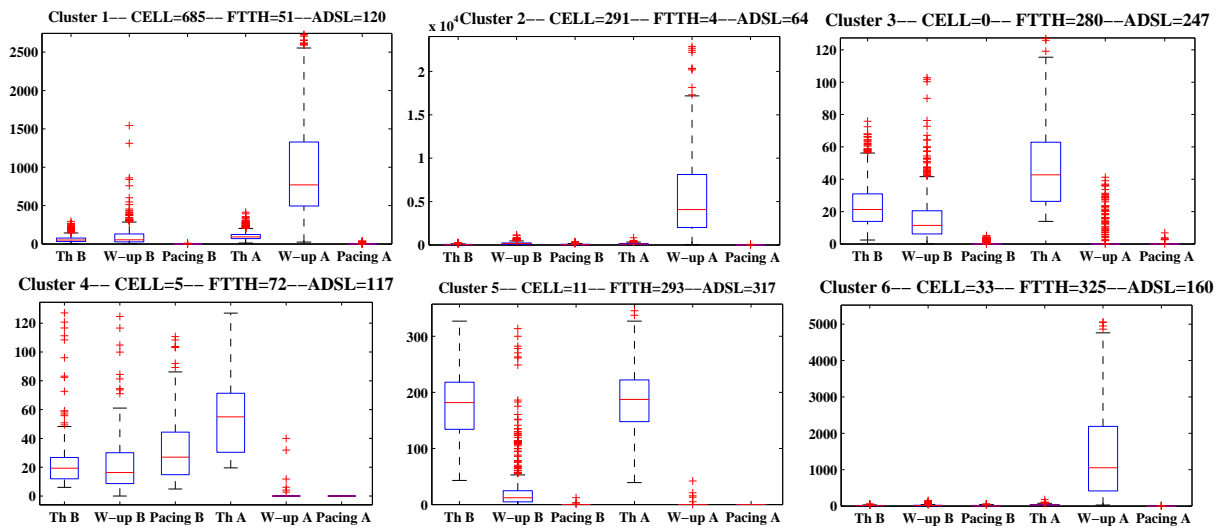 Cluster 1−− CELL=685−− FTTH=51−−ADSL=120
2500
2000
1500
1000
500
0
Th B W−up B Pacing B Th A W−up A Pacing A
Cluster 2−− CELL=291−− FTTH=4−−ADSL=64
x 10^4
2
1.5
1
0.5
0
Th B W−up B Pacing B Th A W−up A Pacing A
Cluster 3−− CELL=0−− FTTH=280−−ADSL=247
120
100
80
60
40
20
0
Th B W−up B Pacing B Th A W−up A Pacing A
Cluster 4−− CELL=5−− FTTH=72−−ADSL=117
120
100
80
60
40
20
0
Th B W−up B Pacing B Th A W−up A Pacing A
Cluster 5−− CELL=11−− FTTH=293−−ADSL=317
300
200
100
0
Th B W−up B Pacing B Th A W−up A Pacing A
Cluster 6−− CELL=33−− FTTH=325−−ADSL=160
5000
4000
3000
2000
1000
0
Th B W−up B Pacing B Th A W−up A Pacing A